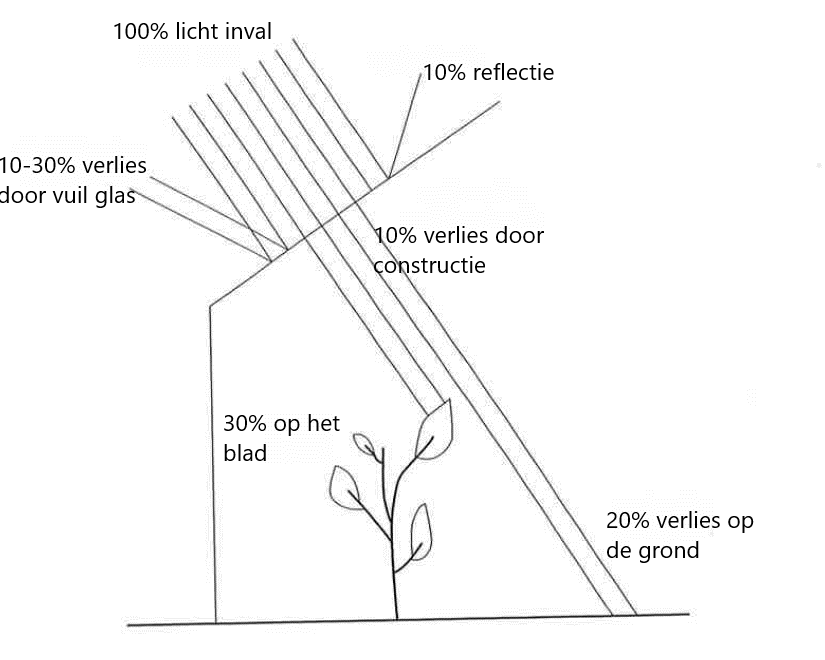 100% licht inval
10% reflectie
10-30% verlies
door vuil glas
10% verlies door
constructie
30% op het
blad
20% verlies op
de grond